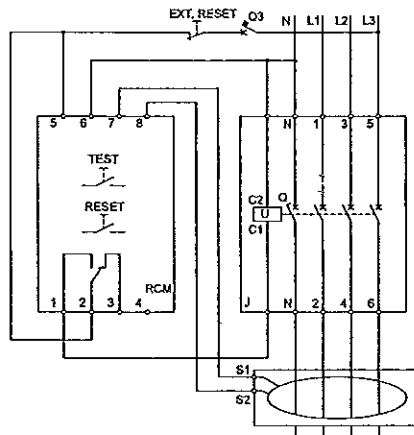 EXT. RESET Q3 N L1 L2 L3
5 6 7 8 N 1 3 5
TEST
RESET
C2 Q
U
C1
RCM J
1 2 3 4 N 2 4 6
S1
S2